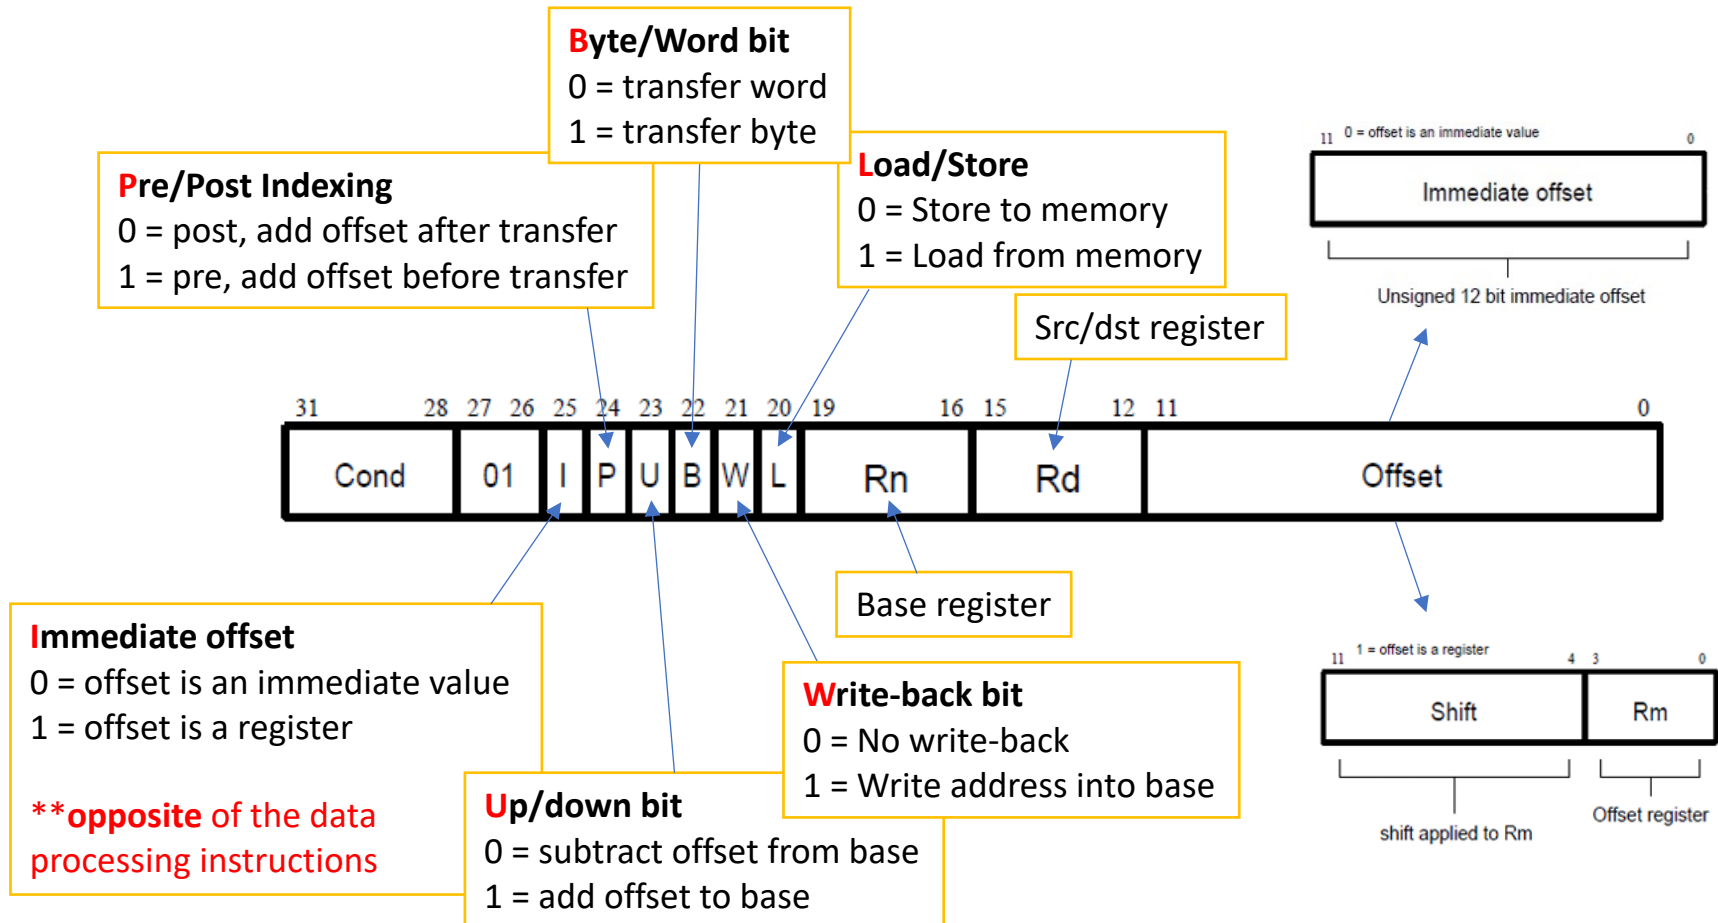 Byte/Word bit
0 = transfer word
1 = transfer byte
Pre/Post Indexing
0 = post, add offset after transfer
1 = pre, add offset before transfer
Load/Store
0 = Store to memory
1 = Load from memory
Src/dst register
11 0 = offset is an immediate value 0
Immediate offset
Unsigned 12 bit immediate offset
31 28 27 26 25 24 23 22 21 20 19 16 15 12 11 0
Cond 01 I P U B W L Rn Rd Offset
Base register
Immediate offset
0 = offset is an immediate value
1 = offset is a register
**opposite of the data
processing instructions
Up/down bit
0 = subtract offset from base
1 = add offset to base
Write-back bit
0 = No write-back
1 = Write address into base
11 1 = offset is a register 4 3 0
Shift Rm
shift applied to Rm
Offset register